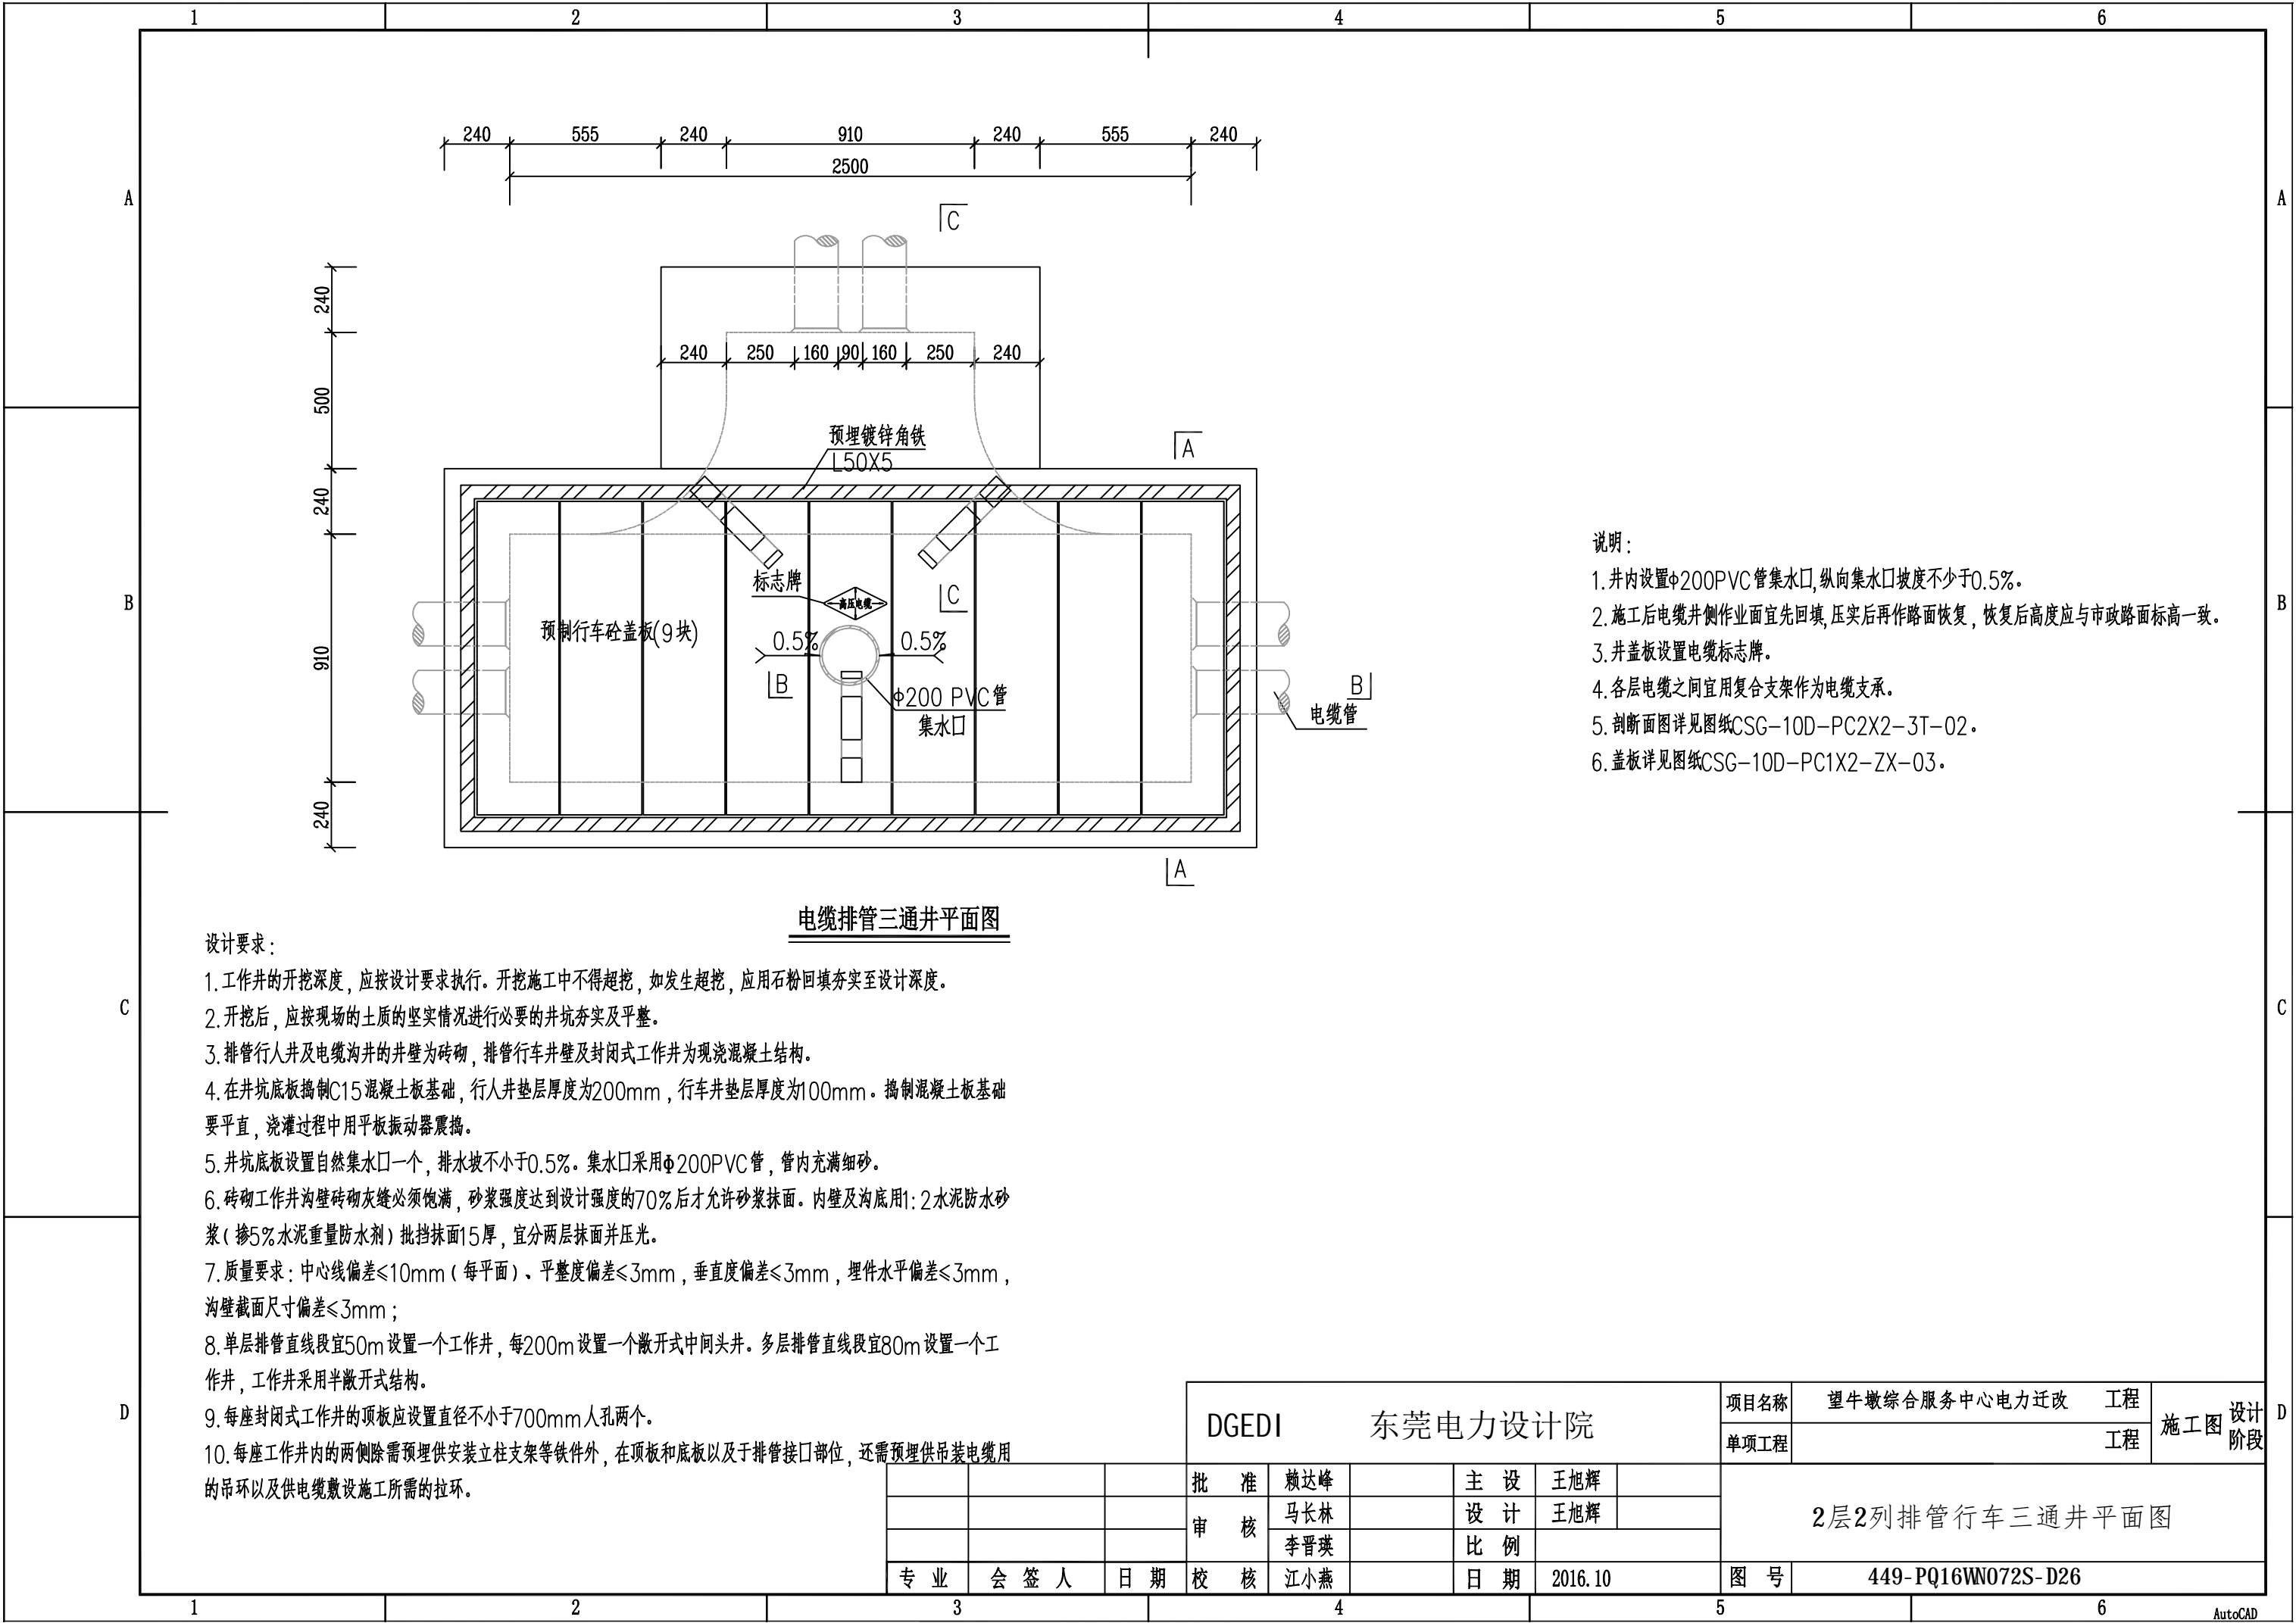 1 2 3 4 5 6
240 555 240 910 240 555 240
2500
A
A
C
240
240 250 160 90 160 250 240
500
预埋镀锌角铁
L50X5
A
240
说明：
标志牌
高压电缆
C
1.井内设置φ200PVC管集水口,纵向集水口坡度不少于0.5%。
B
B
2.施工后电缆井侧作业面宜先回填,压实后再作路面恢复，恢复后高度应与市政路面标高一致。
预制行车砼盖板(9块)
0.5%
0.5%
910
3.井盖板设置电缆标志牌。
B
B
4.各层电缆之间宜用复合支架作为电缆支承。
φ200 PVC管
集水口
电缆管
5.剖断面图详见图纸CSG-10D-PC2X2-3T-02。
6.盖板详见图纸CSG-10D-PC1X2-ZX-03。
240
A
电缆排管三通井平面图
设计要求：
1.工作井的开挖深度，应按设计要求执行。开挖施工中不得超挖，如发生超挖，应用石粉回填夯实至设计深度。
C
C
2.开挖后，应按现场的土质的坚实情况进行必要的井坑夯实及平整。
3.排管行人井及电缆沟井的井壁为砖砌，排管行车井壁及封闭式工作井为现浇混凝土结构。
4.在井坑底板捣制C15混凝土板基础，行人井垫层厚度为200mm，行车井垫层厚度为100mm。捣制混凝土板基础
要平直，浇灌过程中用平板振动器震捣。
5.井坑底板设置自然集水口一个，排水坡不小于0.5%。集水口采用Φ200PVC管，管内充满细砂。
6.砖砌工作井沟壁砖砌灰缝必须饱满，砂浆强度达到设计强度的70%后才允许砂浆抹面。内壁及沟底用1:2水泥防水砂
浆（掺5%水泥重量防水剂）批挡抹面15厚，宜分两层抹面并压光。
7.质量要求：中心线偏差≤10mm（每平面）、平整度偏差≤3mm，垂直度偏差≤3mm，埋件水平偏差≤3mm，
沟壁截面尺寸偏差≤3mm；
8.单层排管直线段宜50m设置一个工作井，每200m设置一个敞开式中间头井。多层排管直线段宜80m设置一个工
作井，工作井采用半敞开式结构。
9.每座封闭式工作井的顶板应设置直径不小于700mm人孔两个。
10.每座工作井内的两侧除需预埋供安装立柱支架等铁件外，在顶板和底板以及于排管接口部位，还需预埋供吊装电缆用
的吊环以及供电缆敷设施工所需的拉环。
D
D
DGEDI 东莞电力设计院
项目名称 望牛墩综合服务中心电力迁改 工程
单项工程 工程
施工图 设计
阶段
批 准 赖达峰 主 设 王旭辉
审 核 马长林 设 计 王旭辉
李晋瑛 比 例
2层2列排管行车三通井平面图
专 业 会 签 人 日 期 校 核 江小燕 日 期 2016.10 图 号 449-PQ16WN072S-D26
1 2 3 4 5 6
AutoCAD